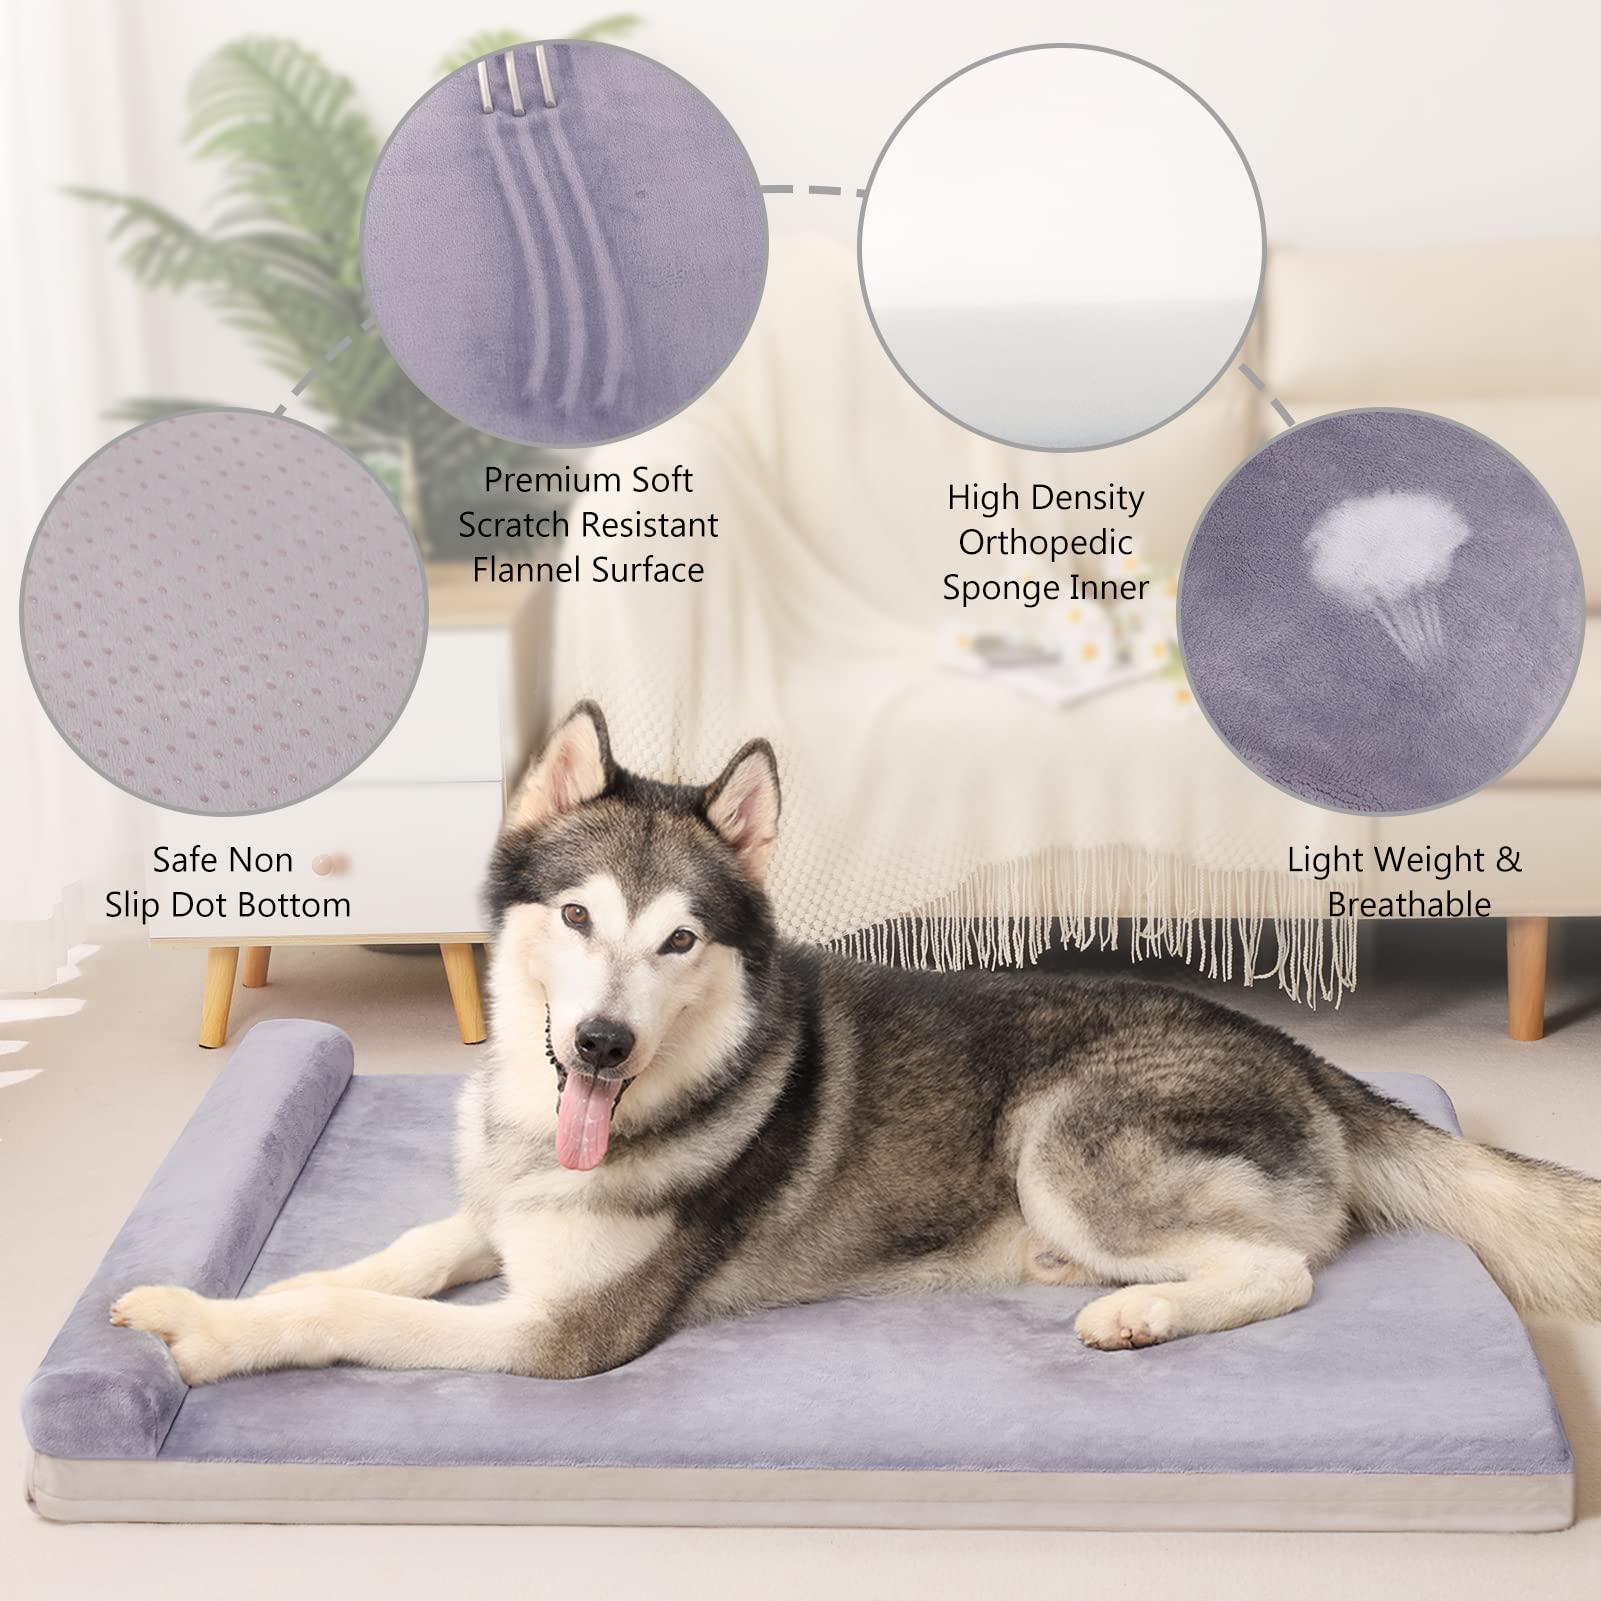 Premium Soft
Scratch Resistant
Flannel Surface
High Density
Orthopedic
Sponge Inner
Safe Non
Slip Dot Bottom
Light Weight &
Breathable